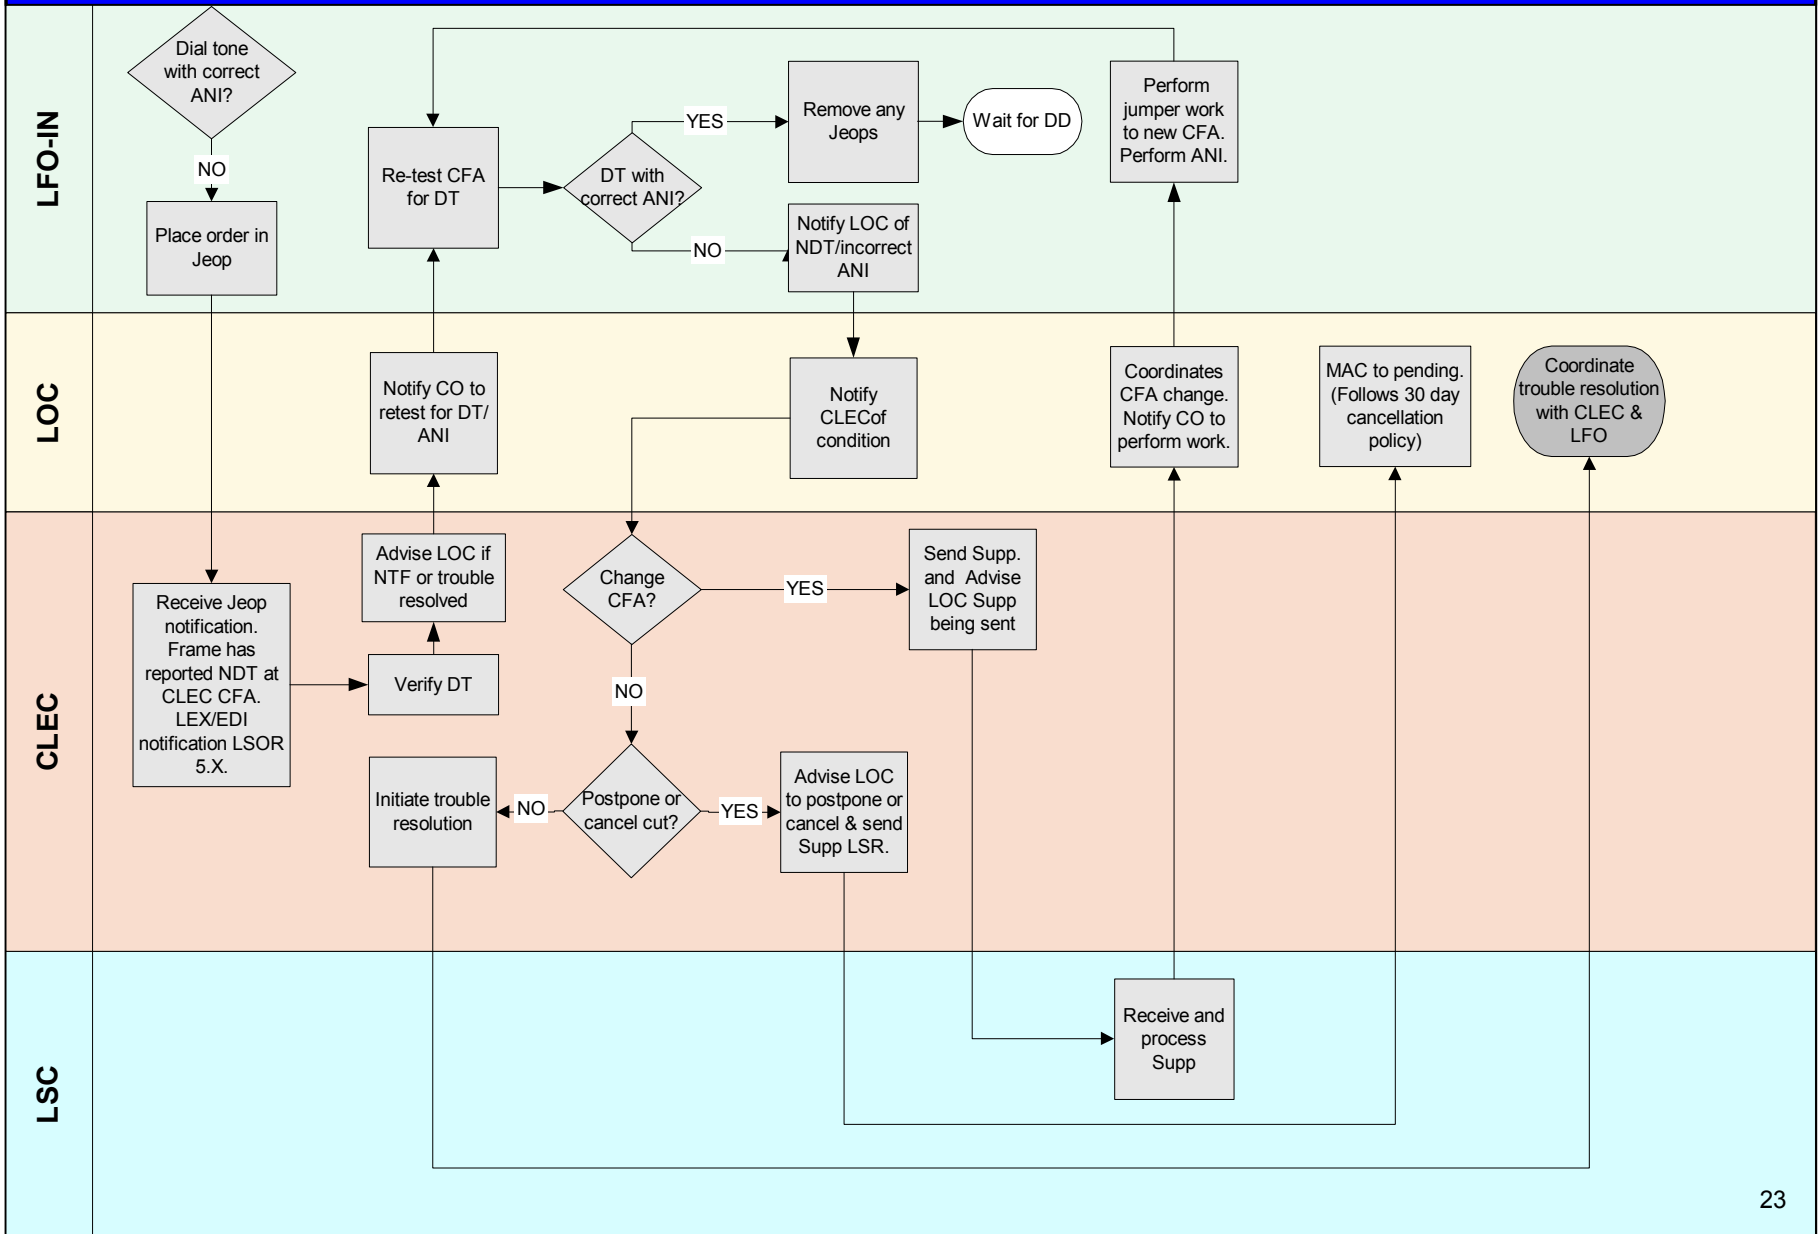 LFO-IN
Dial tone
with correct
ANI?
NO
Place order in
Jeop
Re-test CFA
for DT
DT with
correct ANI?
YES
NO
Remove any
Jeops
Wait for DD
Notify LOC of
NDT/incorrect
ANI
Perform
jumper work
to new CFA.
Perform ANI.
LOC
Notify CO to
retest for DT/
ANI
Notify
CLECof
condition
Coordinates
CFA change.
Notify CO to
perform work.
MAC to pending.
(Follows 30 day
cancellation
policy)
Coordinate
trouble resolution
with CLEC &
LFO
CLEC
Receive Jeop
notification.
Frame has
reported NDT at
CLEC CFA.
LEX/EDI
notification LSOR
5.X.
Advise LOC if
NTF or trouble
resolved
Verify DT
Change
CFA?
YES
Send Supp.
and Advise
LOC Supp
being sent
NO
Initiate trouble
resolution
NO
Postpone or
cancel cut?
YES
Advise LOC
to postpone or
cancel & send
Supp LSR.
LSC
Receive and
process
Supp
23